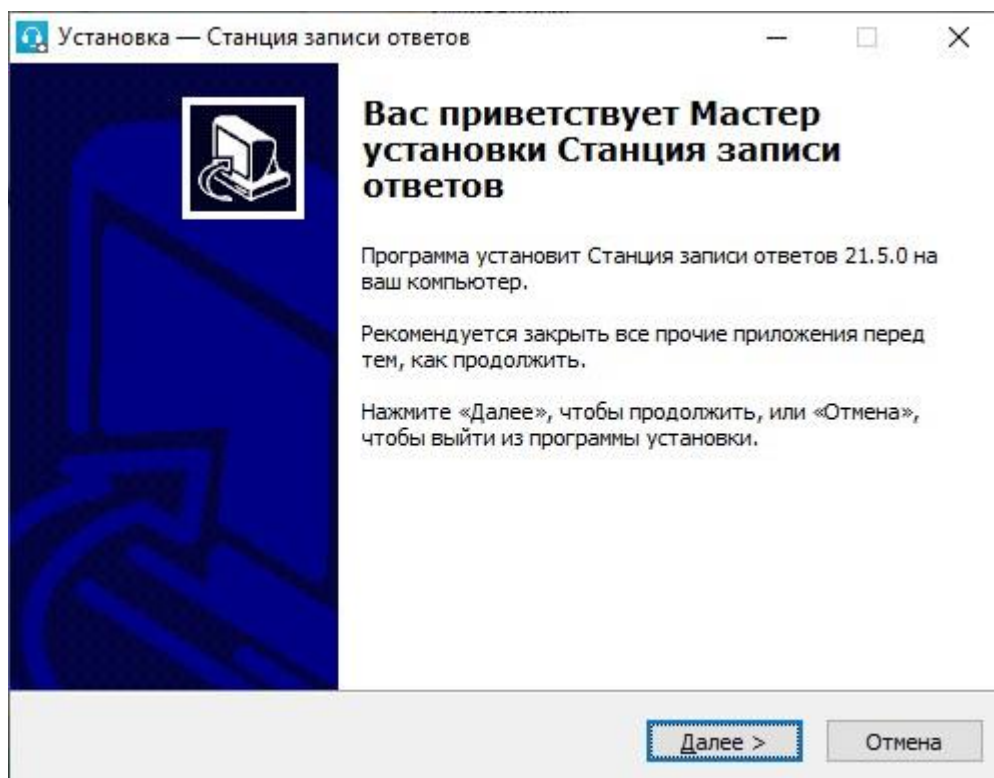 Установка — Станция записи ответов
Вас приветствует Мастер
установки Станция записи
ответов
Программа установит Станция записи ответов 21.5.0 на
ваш компьютер.
Рекомендуется закрыть все прочие приложения перед
тем, как продолжить.
Нажмите «Далее», чтобы продолжить, или «Отмена»,
чтобы выйти из программы установки.
Далее >
Отмена